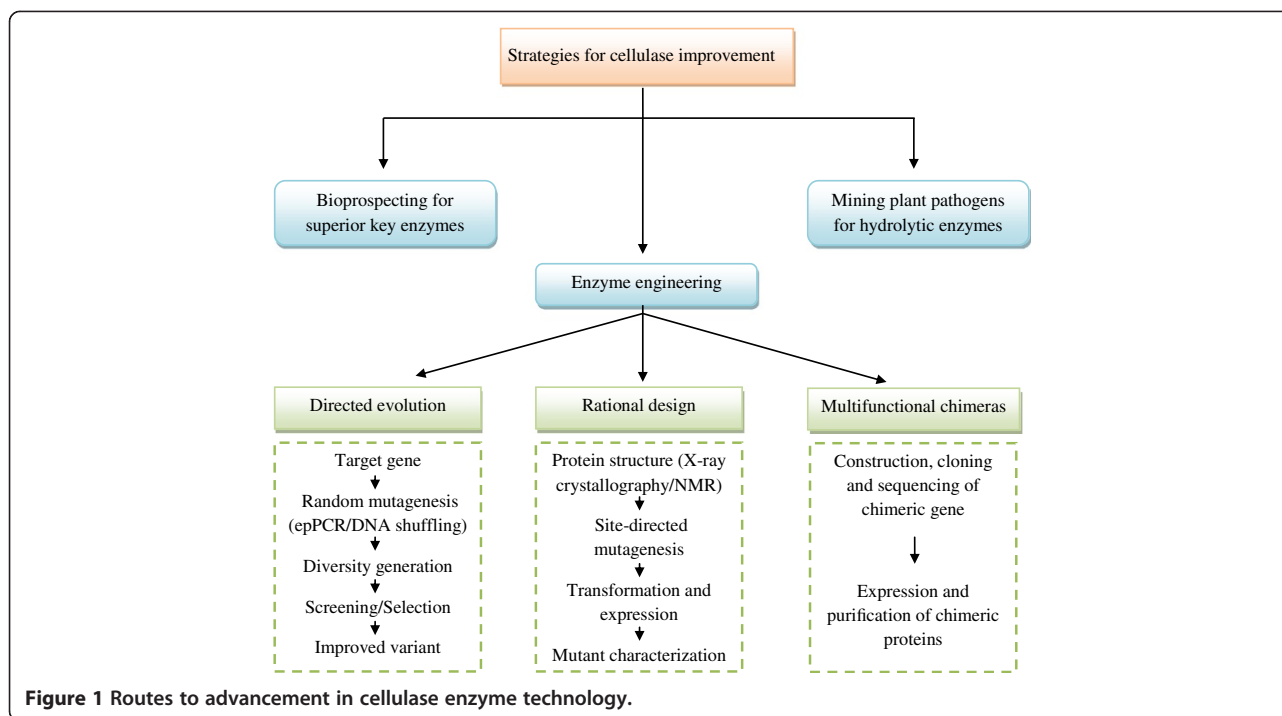 Strategies for cellulase improvement
Bioprospecting for
superior key enzymes
Mining plant pathogens
for hydrolytic enzymes
Enzyme engineering
Directed evolution
Target gene
Random mutagenesis
(epPCR/DNA shuffling)
Diversity generation
Screening/Selection
Improved variant
Rational design
Protein structure (X-ray
crystallography/NMR)
Site-directed
mutagenesis
Transformation and
expression
Mutant characterization
Multifunctional chimeras
Construction, cloning
and sequencing of
chimeric gene
Expression and
purification of chimeric
proteins
Figure 1 Routes to advancement in cellulase enzyme technology.